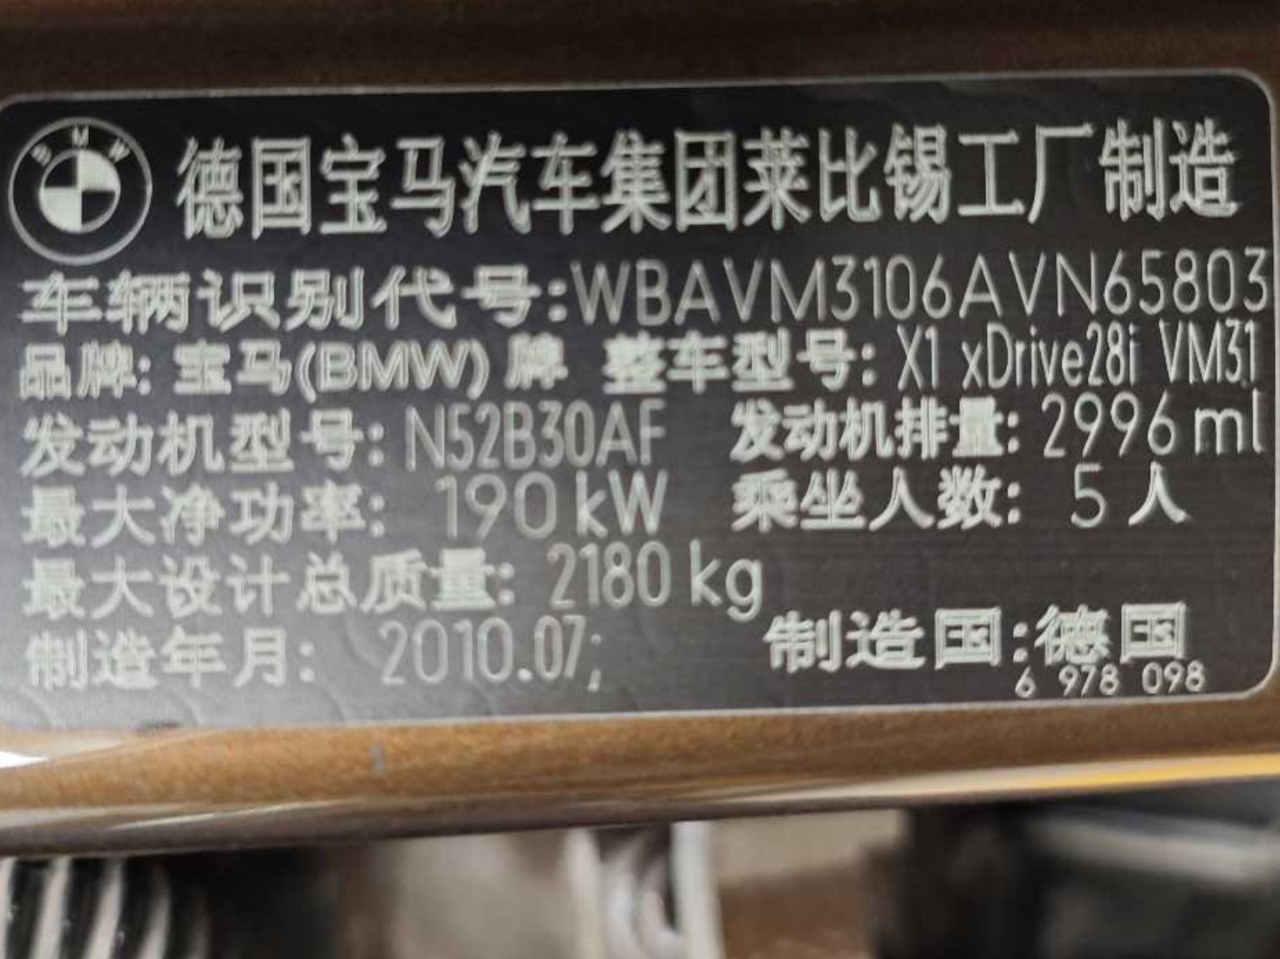 BMW
德国宝马汽车集团莱比锡工厂制造
车辆识别代号:WBAVM3106AVN65803
品牌: 宝马(BMW) 牌 整车型号: X1 xDrive28i VM31
发动机型号: N52B30AF 发动机排量: 2996 ml
最大净功率: 190 kW 乘坐人数: 5 人
最大设计总质量: 2180 kg
制造年月: 2010.07; 制造国:德国
6 978 098